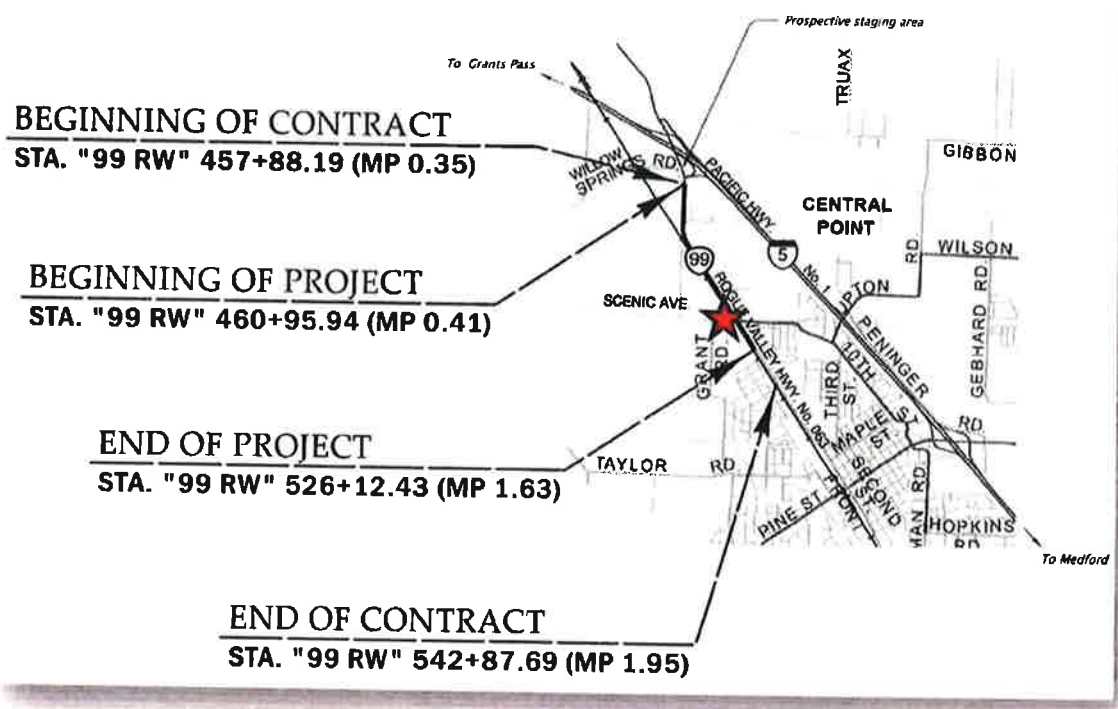 Prospective staging area
To Grants Pass
TRUAX
BEGINNING OF CONTRACT
STA. "99 RW" 457+88.19 (MP 0.35)
GIBBON
WILLOW
SPRINGS RD.
PACIFIC HWY. No. 1
CENTRAL
POINT
RD
WILSON
5
99
BEGINNING OF PROJECT
STA. "99 RW" 460+95.94 (MP 0.41)
SCENIC AVE
ROGUE VALLEY HWY. No. 063
UPTON
GEBHARD RD.
PENINGER
RD
GRANT
RD
10TH
ST
THIRD
ST.
MAPLE
ST
END OF PROJECT
STA. "99 RW" 526+12.43 (MP 1.63)
TAYLOR RD
SECOND
ST.
PINE ST
FRONT
HOPKINS
RD
To Medford
END OF CONTRACT
STA. "99 RW" 542+87.69 (MP 1.95)